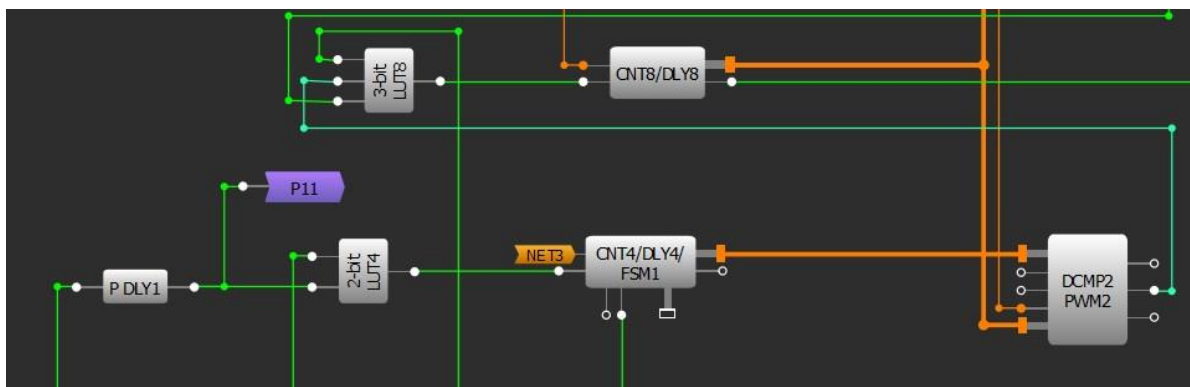 3-bit
LUT8
CNT8/DLY8
P11
P DLY1
2-bit
LUT4
NET3
CNT4/DLY4/
FSM1
DCMP2
PWM2